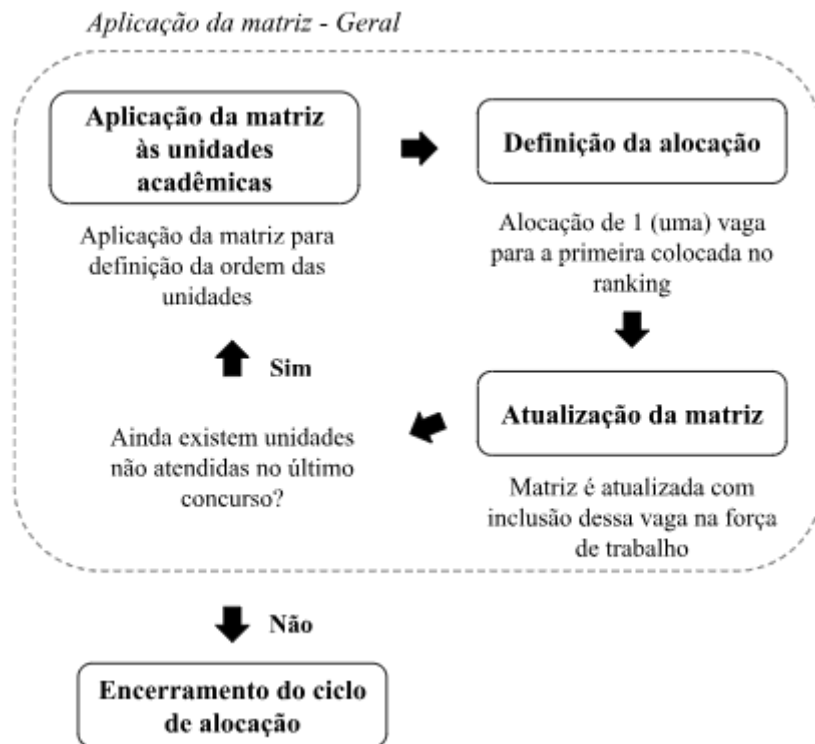 Aplicação da matriz - Geral
Aplicação da matriz
às unidades
acadêmicas
Aplicação da matriz para
definição da ordem das
unidades
Definição da alocação
Alocação de 1 (uma) vaga
para a primeira colocada no
ranking
Atualização da matriz
Matriz é atualizada com
inclusão dessa vaga na força
de trabalho
Ainda existem unidades
não atendidas no último
concurso?
Sim
Não
Encerramento do ciclo
de alocação